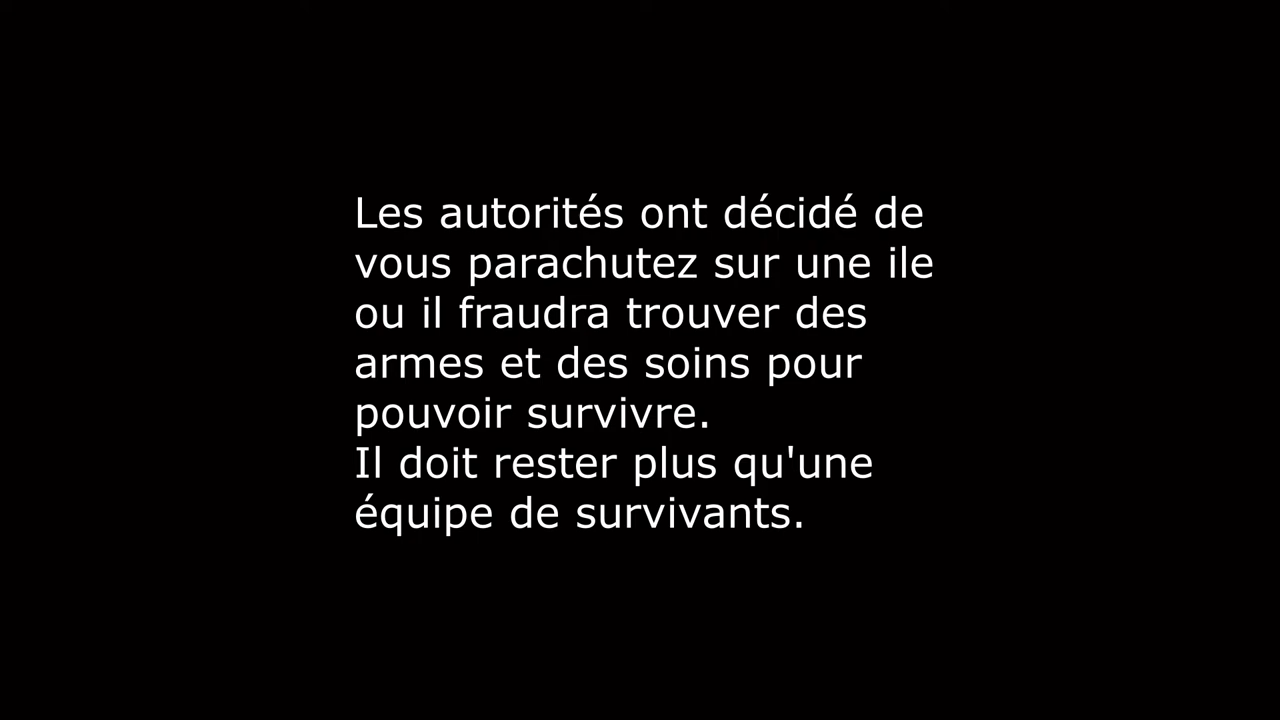 Les autorités ont décidé de
vous parachutez sur une ile
ou il fraudra trouver des
armes et des soins pour
pouvoir survivre.
Il doit rester plus qu'une
équipe de survivants.